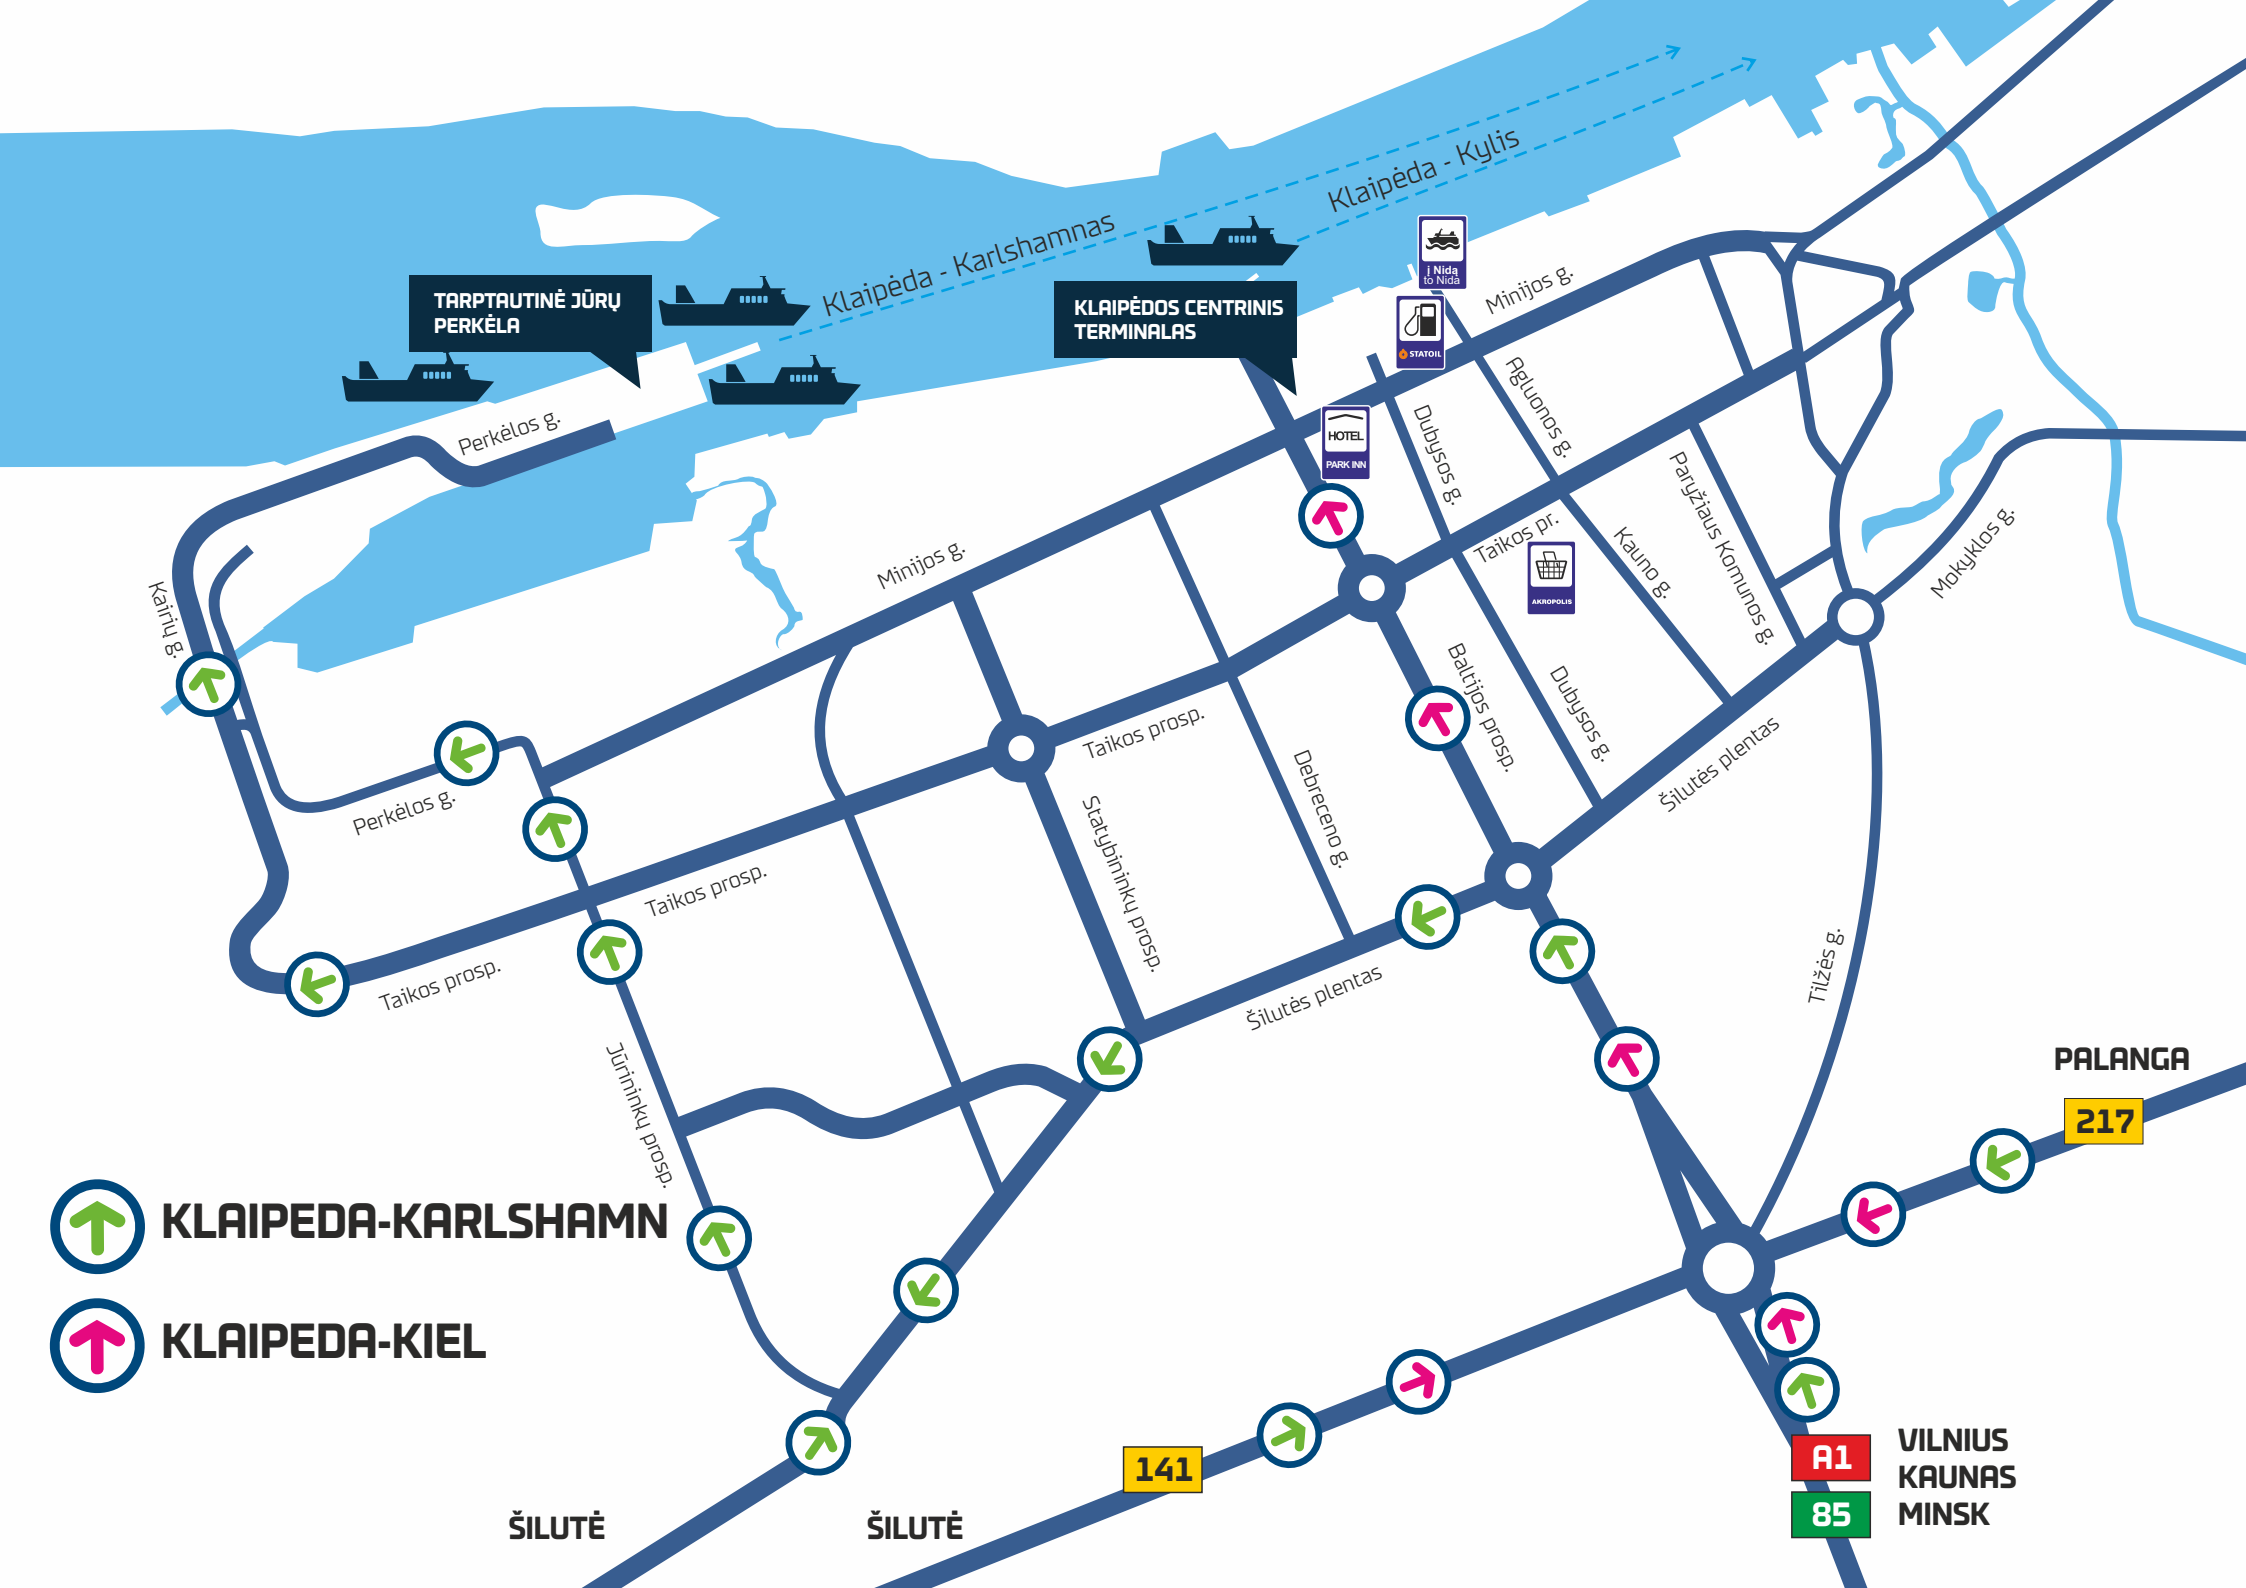 Klaipėda - Karlshamnas
Klaipėda - Kylis
TARPTAUTINĖ JŪRŲ
PERKĖLA
KLAIPĖDOS CENTRINIS
TERMINALAS
į Nidą
to Nida
STATOIL
HOTEL
PARK INN
AKROPOLIS
Minijos g.
Perkėlos g.
Agluonos g.
Dubysos g.
Taikos pr.
Kauno g.
Paryžiaus Komunos g.
Mokyklos g.
Minijos g.
Kairių g.
Baltijos prosp.
Dubysos g.
Šilutės plentas
Taikos prosp.
Debreceno g.
Statybininkų prosp.
Perkėlos g.
Taikos prosp.
Taikos prosp.
Šilutės plentas
Tilžės g.
Jūrininkų prosp.
PALANGA
217
KLAIPEDA-KARLSHAMN
KLAIPEDA-KIEL
141
A1
85
VILNIUS
KAUNAS
MINSK
ŠILUTĖ
ŠILUTĖ